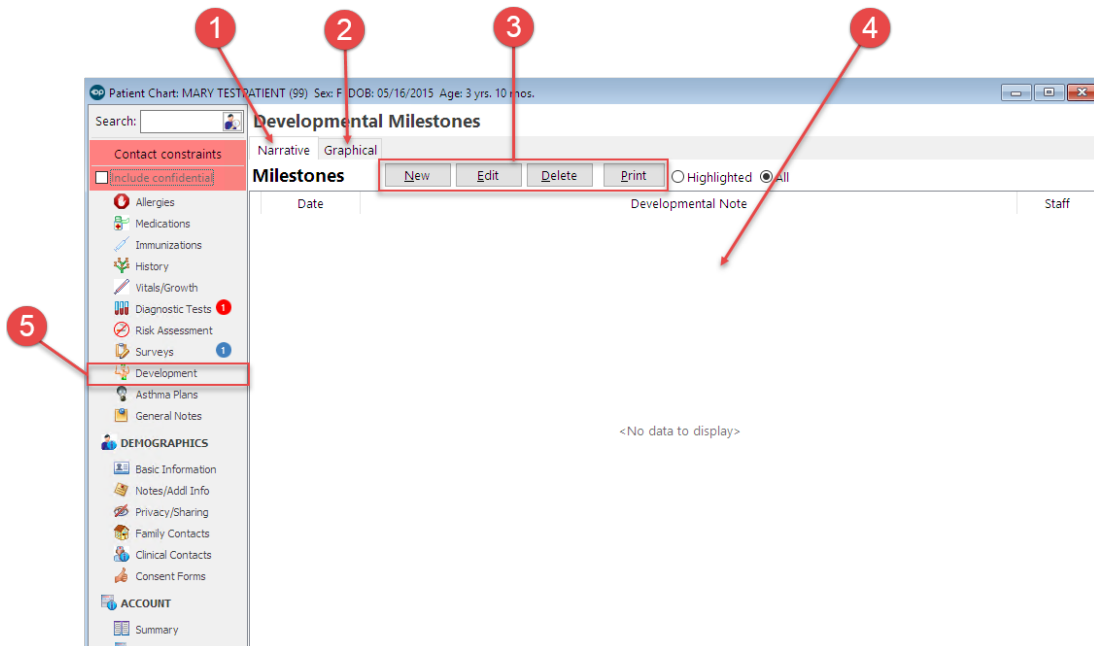 1 2 3 4
Patient Chart: MARY TESTPATIENT (99) Sex: F DOB: 05/16/2015 Age: 3 yrs. 10 mos.
Search:
Developmental Milestones
Contact constraints
Narrative Graphical
Include confidential
Milestones New Edit Delete Print Highlighted All
Date Developmental Note Staff
Allergies
Medications
Immunizations
History
Vitals/Growth
Diagnostic Tests 1
Risk Assessment
5
Surveys 1
Development
Asthma Plans
General Notes
<No data to display>
DEMOGRAPHICS
Basic Information
Notes/Addl Info
Privacy/Sharing
Family Contacts
Clinical Contacts
Consent Forms
ACCOUNT
Summary